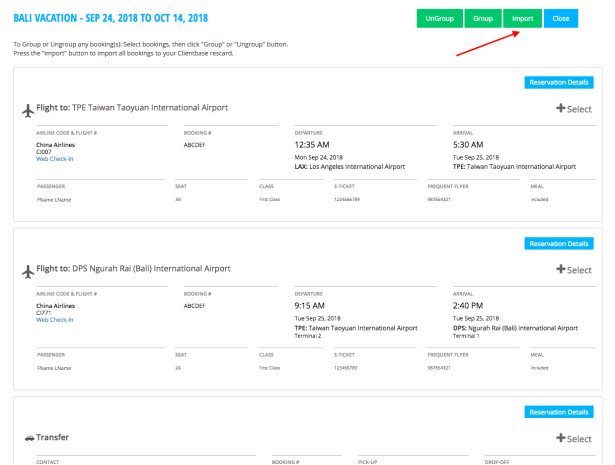 BALI VACATION - SEP 24, 2018 TO OCT 14, 2018
UnGroup Group Import Close
To Group or Ungroup any booking(s): Select bookings, then click "Group" or "Ungroup" button.
Press the "Import" button to import all bookings to your Clientbase rescard.
Reservation Details
Flight to: TPE Taiwan Taoyuan International Airport
Select
AIRLINE CODE & FLIGHT # BOOKING # DEPARTURE ARRIVAL
China Airlines ABCDEF 12:35 AM 5:30 AM
CI007
Web Check-In
Mon Sep 24, 2018 Tue Sep 25, 2018
LAX: Los Angeles International Airport TPE: Taiwan Taoyuan International Airport
PASSENGER SEAT CLASS E-TICKET FREQUENT FLYER MEAL
FName LName First Class 1234566789 987654321 Included
Reservation Details
Flight to: DPS Ngurah Rai (Bali) International Airport
Select
AIRLINE CODE & FLIGHT # BOOKING # DEPARTURE ARRIVAL
China Airlines ABCDEF 9:15 AM 2:40 PM
CI771
Web Check-In
Tue Sep 25, 2018 Tue Sep 25, 2018
TPE: Taiwan Taoyuan International Airport DPS: Ngurah Rai (Bali) International Airport
Terminal 2 Terminal 1
PASSENGER SEAT CLASS E-TICKET FREQUENT FLYER MEAL
FName LName 2A First Class 123456789 987654321 Included
Reservation Details
Transfer
Select
CONTACT BOOKING # PICK-UP DROP-OFF